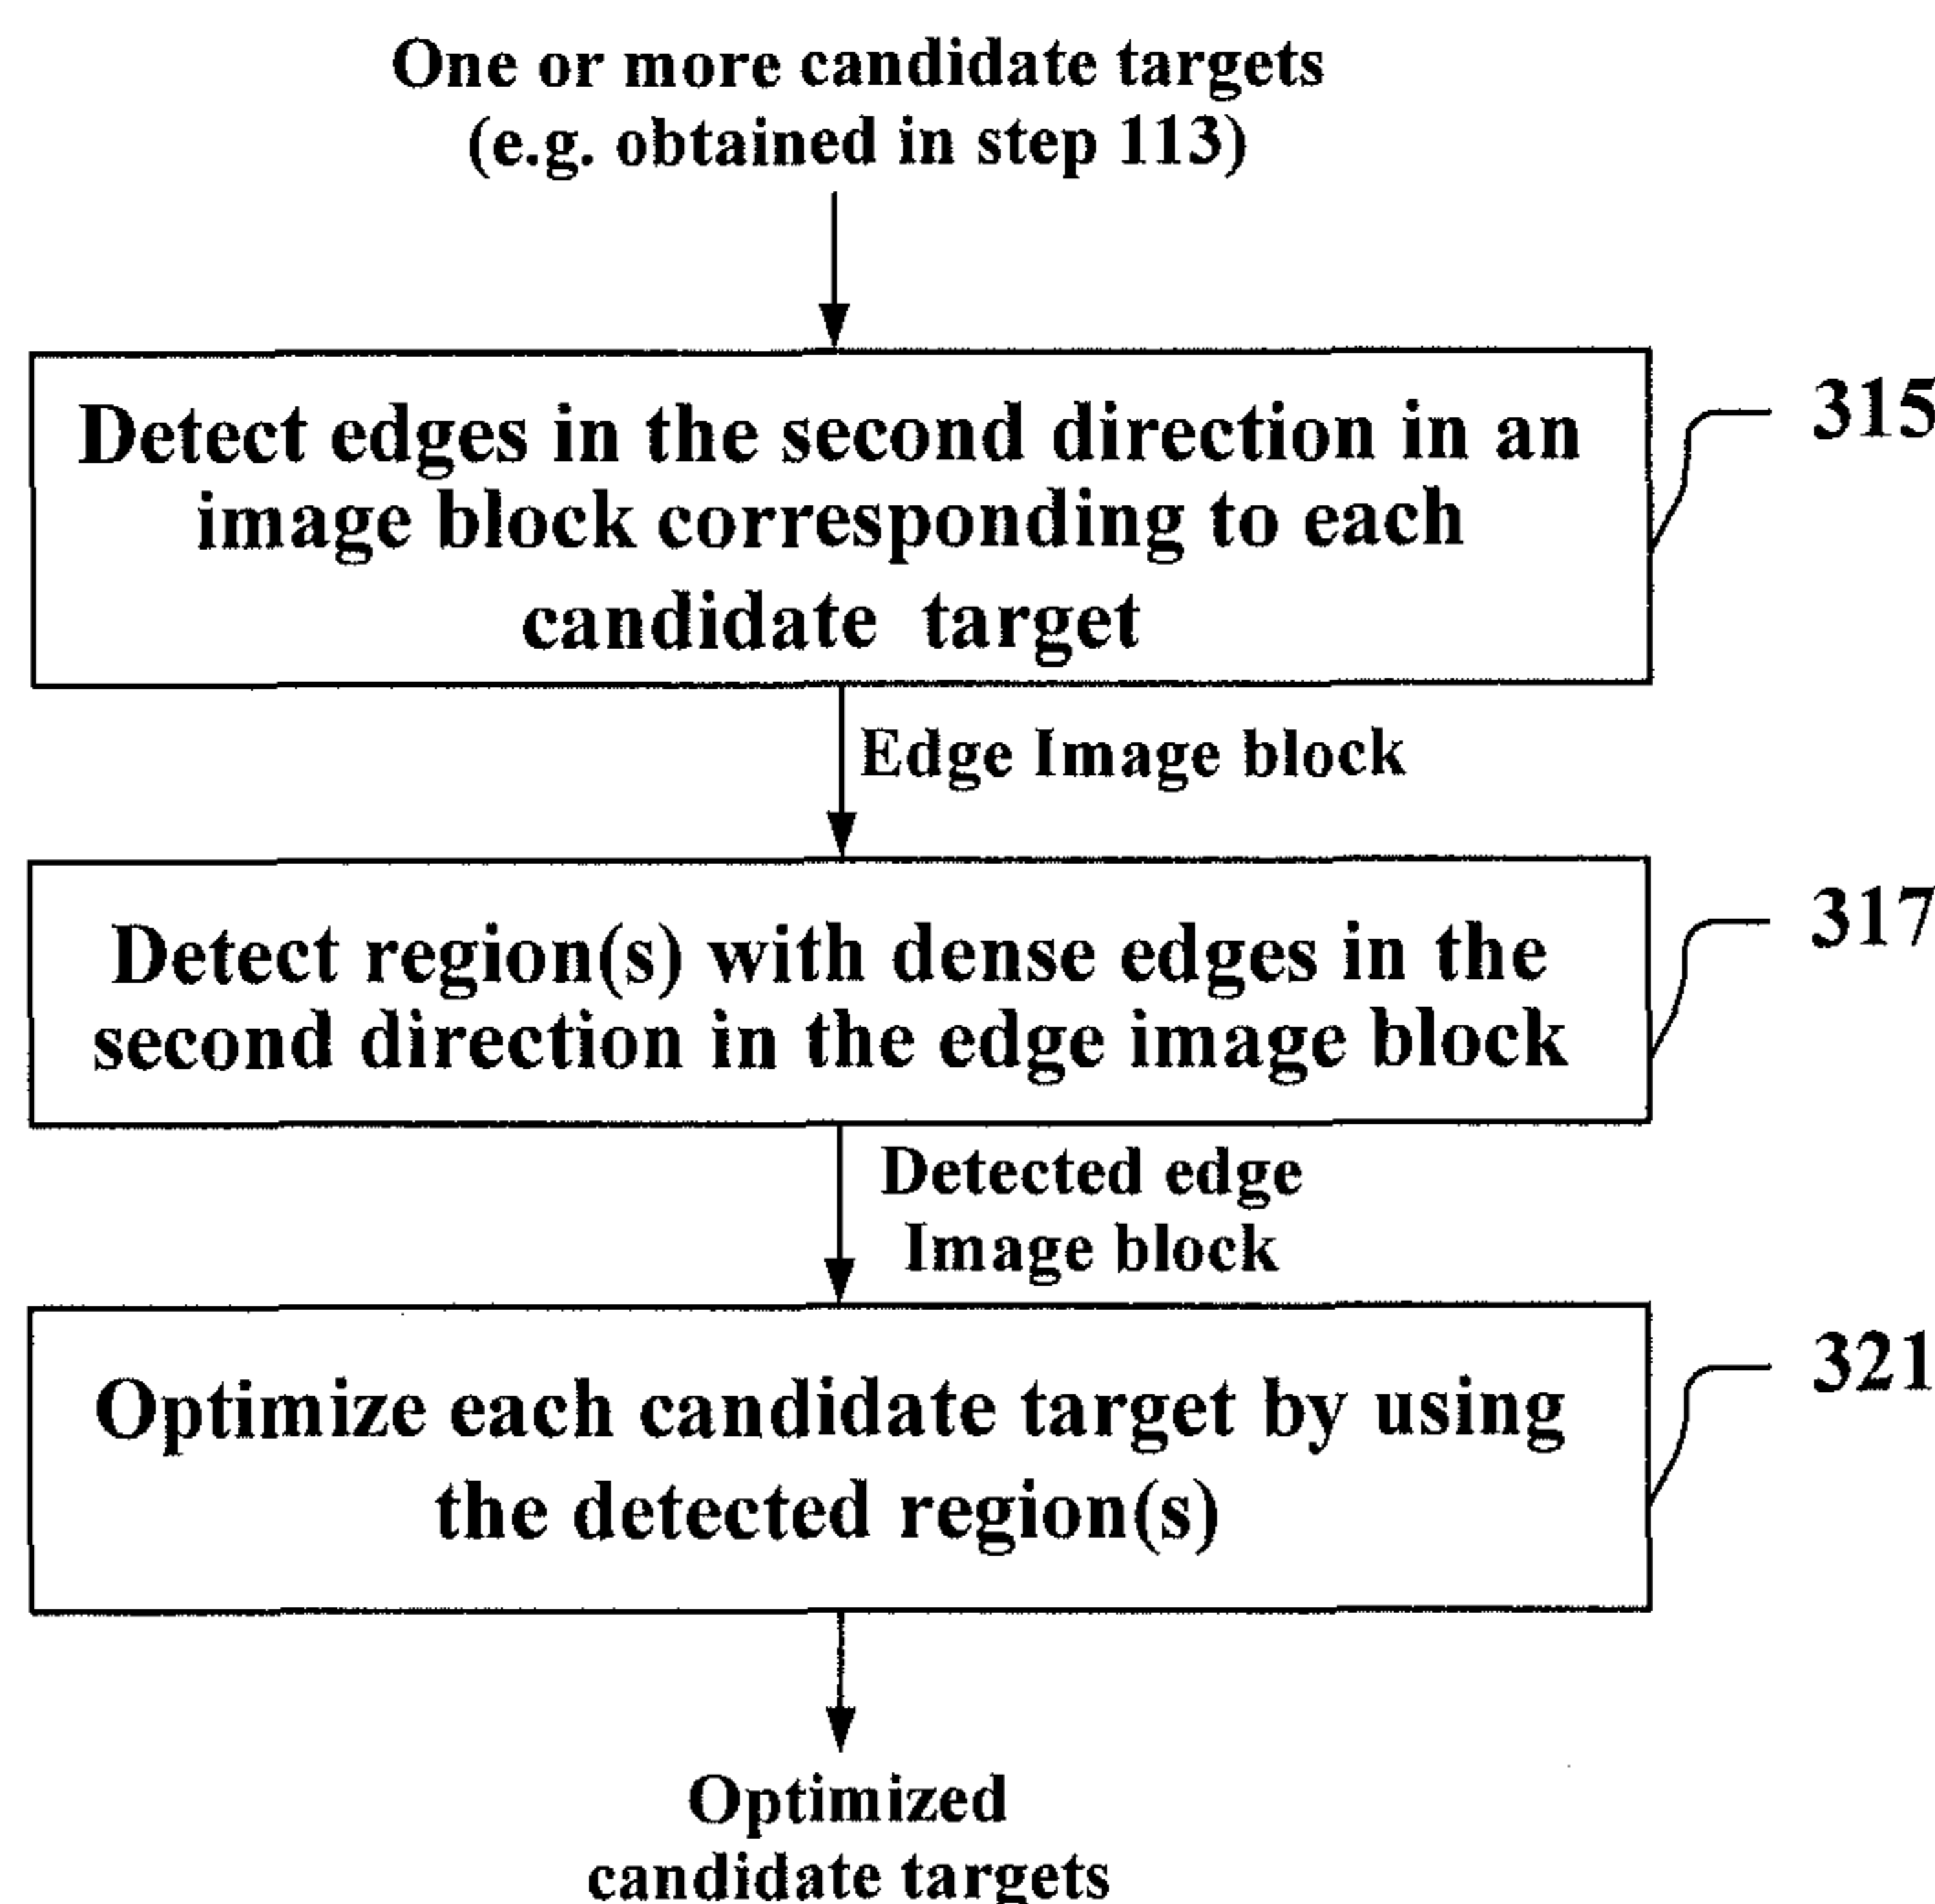 One or more candidate targets
(e.g. obtained in step 113)
Detect edges in the second direction in an
image block corresponding to each
candidate target
315
Edge Image block
Detect region(s) with dense edges in the
second direction in the edge image block
317
Detected edge
Image block
Optimize each candidate target by using
the detected region(s)
321
Optimized
candidate targets